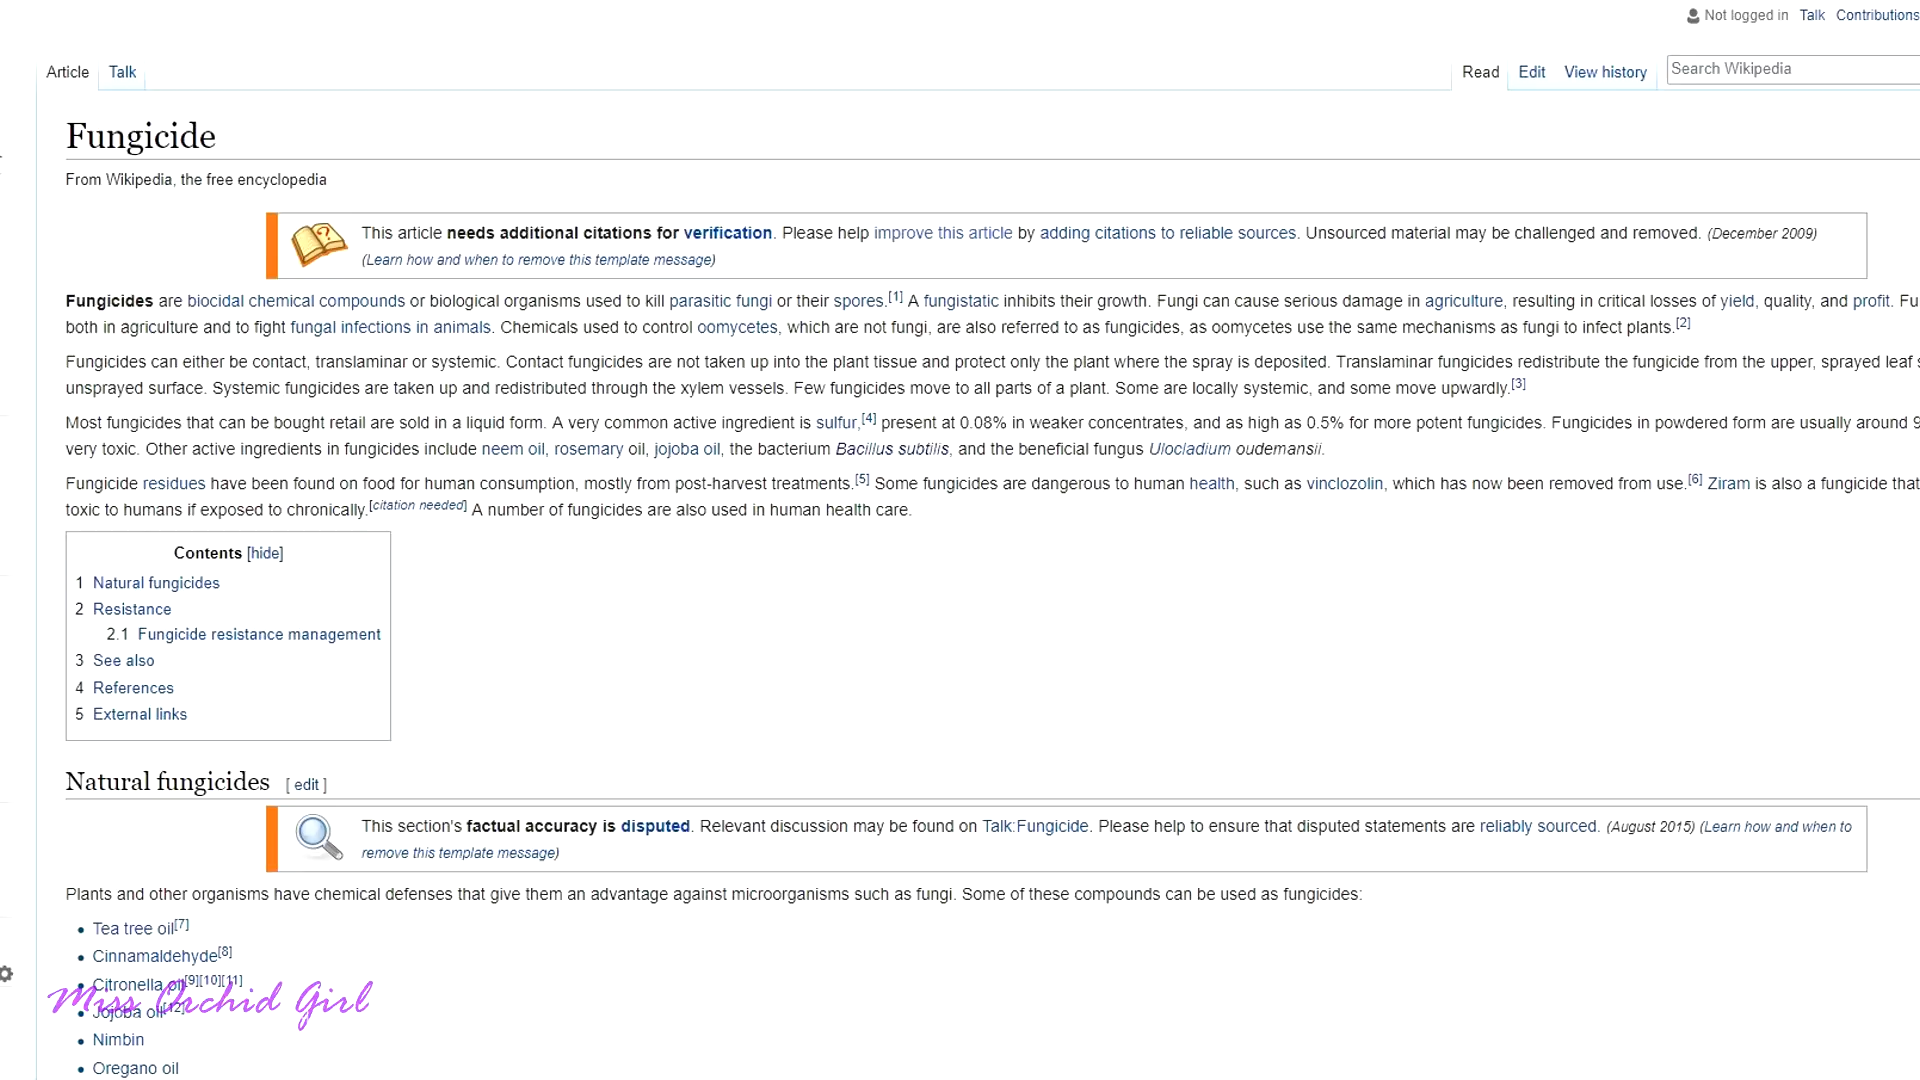 Not logged in Talk Contributions
Article Talk Read Edit View history Search Wikipedia
Fungicide
From Wikipedia, the free encyclopedia
This article needs additional citations for verification. Please help improve this article by adding citations to reliable sources. Unsourced material may be challenged and removed. (December 2009)
(Learn how and when to remove this template message)
Fungicides are biocidal chemical compounds or biological organisms used to kill parasitic fungi or their spores.[1] A fungistatic inhibits their growth. Fungi can cause serious damage in agriculture, resulting in critical losses of yield, quality, and profit. Fu
both in agriculture and to fight fungal infections in animals. Chemicals used to control oomycetes, which are not fungi, are also referred to as fungicides, as oomycetes use the same mechanisms as fungi to infect plants.[2]
Fungicides can either be contact, translaminar or systemic. Contact fungicides are not taken up into the plant tissue and protect only the plant where the spray is deposited. Translaminar fungicides redistribute the fungicide from the upper, sprayed leaf s
unsprayed surface. Systemic fungicides are taken up and redistributed through the xylem vessels. Few fungicides move to all parts of a plant. Some are locally systemic, and some move upwardly.[3]
Most fungicides that can be bought retail are sold in a liquid form. A very common active ingredient is sulfur,[4] present at 0.08% in weaker concentrates, and as high as 0.5% for more potent fungicides. Fungicides in powdered form are usually around 9
very toxic. Other active ingredients in fungicides include neem oil, rosemary oil, jojoba oil, the bacterium Bacillus subtilis, and the beneficial fungus Ulocladium oudemansii.
Fungicide residues have been found on food for human consumption, mostly from post-harvest treatments.[5] Some fungicides are dangerous to human health, such as vinclozolin, which has now been removed from use.[6] Ziram is also a fungicide that
toxic to humans if exposed to chronically.[citation needed] A number of fungicides are also used in human health care.
Contents [hide]
1 Natural fungicides
2 Resistance
2.1 Fungicide resistance management
3 See also
4 References
5 External links
Natural fungicides [ edit ]
This section's factual accuracy is disputed. Relevant discussion may be found on Talk:Fungicide. Please help to ensure that disputed statements are reliably sourced. (August 2015) (Learn how and when to
remove this template message)
Plants and other organisms have chemical defenses that give them an advantage against microorganisms such as fungi. Some of these compounds can be used as fungicides:
• Tea tree oil[7]
• Cinnamaldehyde[8]
• Citronella oil[9][10][11]
Miss Orchid Girl
• Jojoba oil[12]
• Nimbin
• Oregano oil